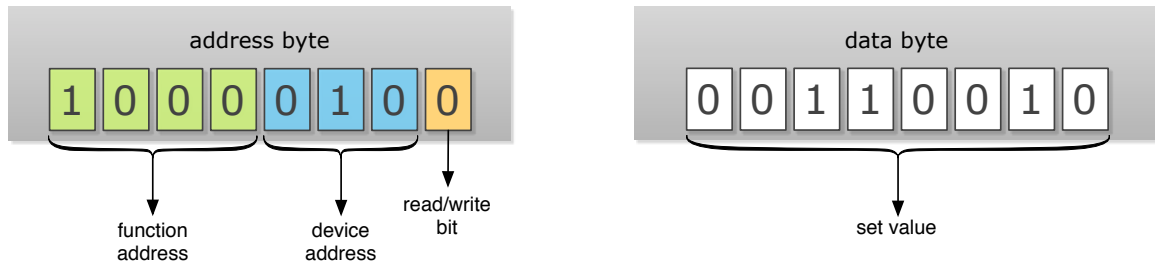 address byte
1 0 0 0 0 1 0 0
function
address
device
address
read/write
bit
data byte
0 0 1 1 0 0 1 0
set value